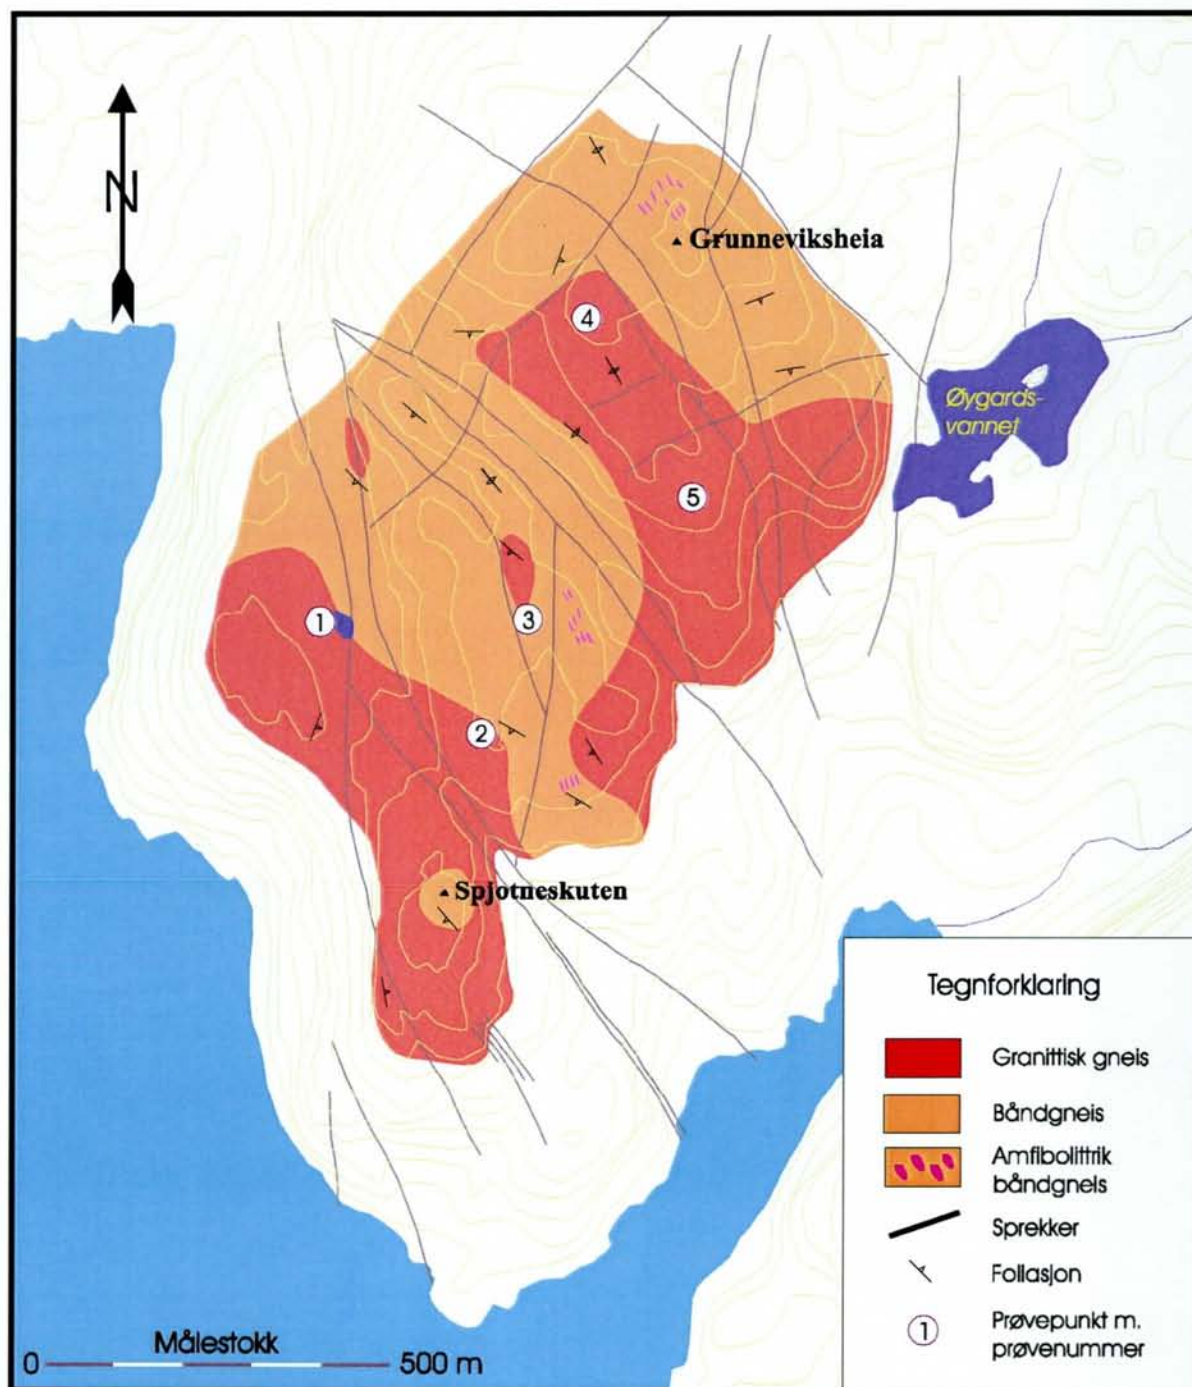 N
Grunneviksheia
4
Øygards-
vannet
5
1
3
2
Spjotneskuten
Tegnforklaring
Granittisk gneis
Båndgneis
Amfibolittrik
båndgneis
Sprekker
Foliasjon
1 Prøvepunkt m.
prøvenummer
Målestokk
0 500 m